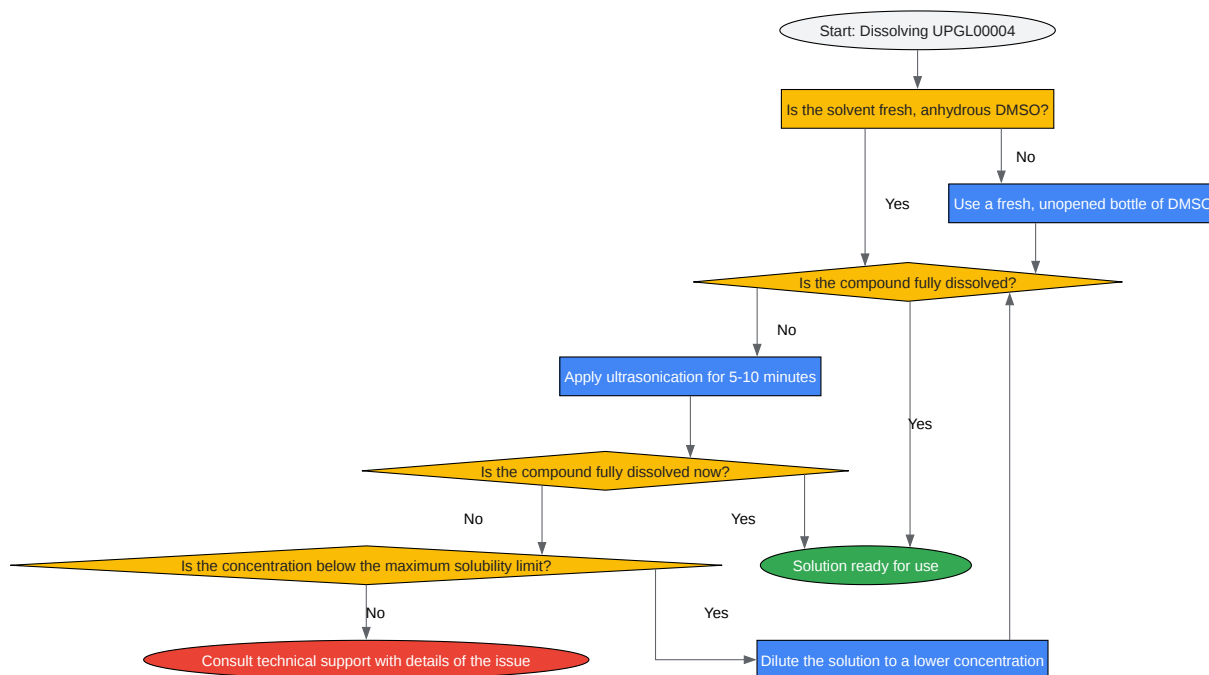 Start: Dissolving UPGL00004
Is the solvent fresh, anhydrous DMSO?
No
Yes
Use a fresh, unopened bottle of DMSO
Is the compound fully dissolved?
No
Apply ultrasonication for 5-10 minutes
Yes
Is the compound fully dissolved now?
No
Yes
Is the concentration below the maximum solubility limit?
Solution ready for use
No
Yes
Consult technical support with details of the issue
Dilute the solution to a lower concentration